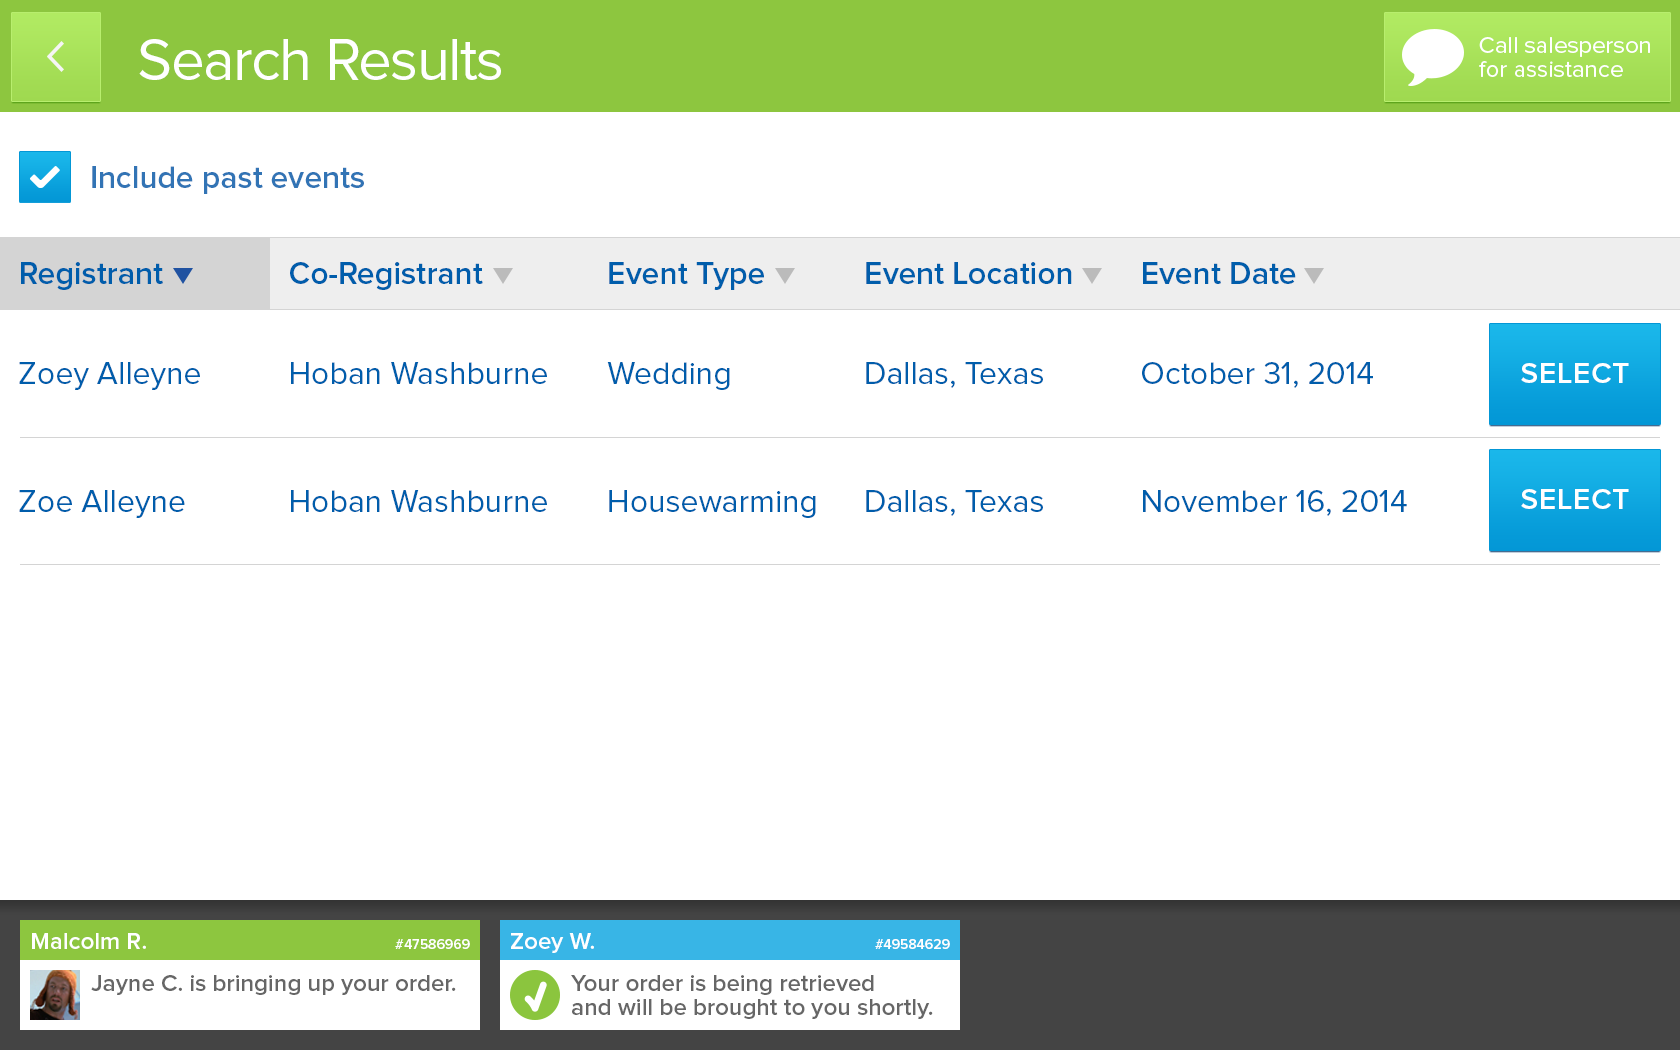 Search Results
Call salesperson
for assistance
Include past events
Registrant Co-Registrant Event Type Event Location Event Date
Zoey Alleyne Hoban Washburne Wedding Dallas, Texas October 31, 2014 SELECT
Zoe Alleyne Hoban Washburne Housewarming Dallas, Texas November 16, 2014 SELECT
Malcolm R. #47586969
Jayne C. is bringing up your order.
Zoey W. #49584629
Your order is being retrieved
and will be brought to you shortly.